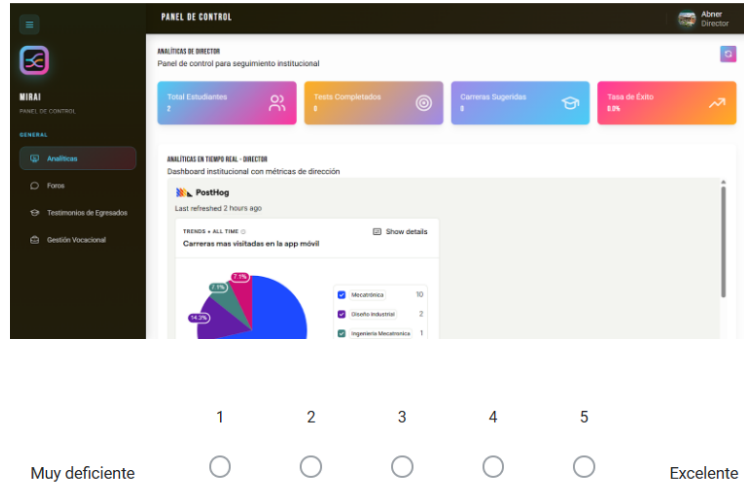 PANEL DE CONTROL
Abner
Director
ANALÍTICAS DE DIRECTOR
Panel de control para seguimiento institucional
MIRAI
PANEL DE CONTROL
GENERAL
Analíticas
Foros
Testimonios de Egresados
Gestión Vocacional
Total Estudiantes
2
Tests Completados
0
Carreras Sugeridas
0
Tasa de Éxito
0.0%
ANALÍTICAS EN TIEMPO REAL - DIRECTOR
Dashboard institucional con métricas de dirección
PostHog
Last refreshed 2 hours ago
TRENDS • ALL TIME
Show details
Carreras mas visitadas en la app móvil
7.1%
7.1%
14.3%
Mecatrónica 10
Diseño Industrial 2
Ingeniería Mecatronica 1
1 2 3 4 5
Muy deficiente Excelente